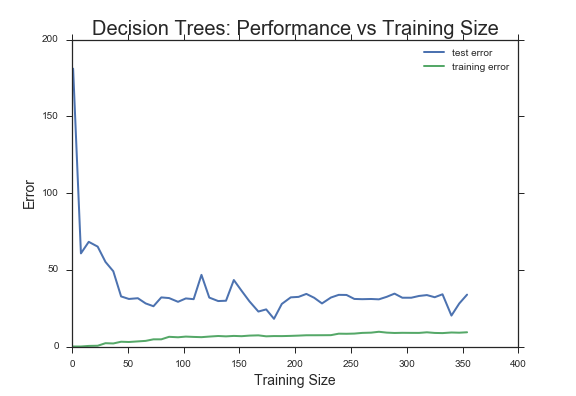 Decision Trees: Performance vs Training Size
200
150
100
50
0
Error
test error
training error
0 50 100 150 200 250 300 350 400
Training Size